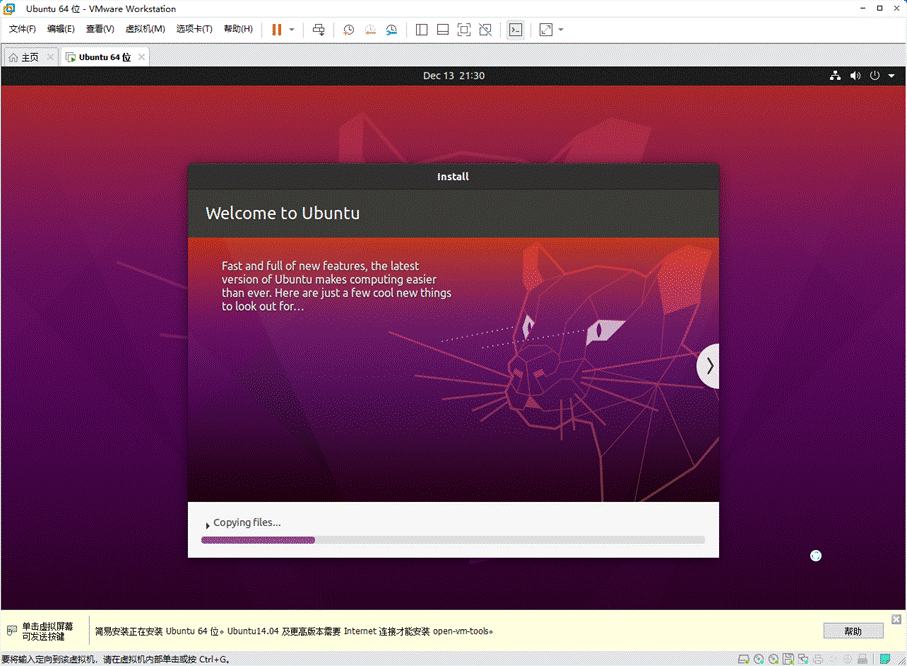 Ubuntu 64 位 - VMware Workstation
文件(F) 编辑(E) 查看(V) 虚拟机(M) 选项卡(T) 帮助(H)
主页 Ubuntu 64 位
Dec 13 21:30
Install
Welcome to Ubuntu
Fast and full of new features, the latest
version of Ubuntu makes computing easier
than ever. Here are just a few cool new things
to look out for...
Copying files...
单击虚拟屏幕
可发送按键
简易安装正在安装 Ubuntu 64 位。Ubuntu14.04 及更高版本需要 Internet 连接才能安装 open-vm-tools。
帮助
要将输入定向到该虚拟机，请在虚拟机内部单击或按 Ctrl+G。